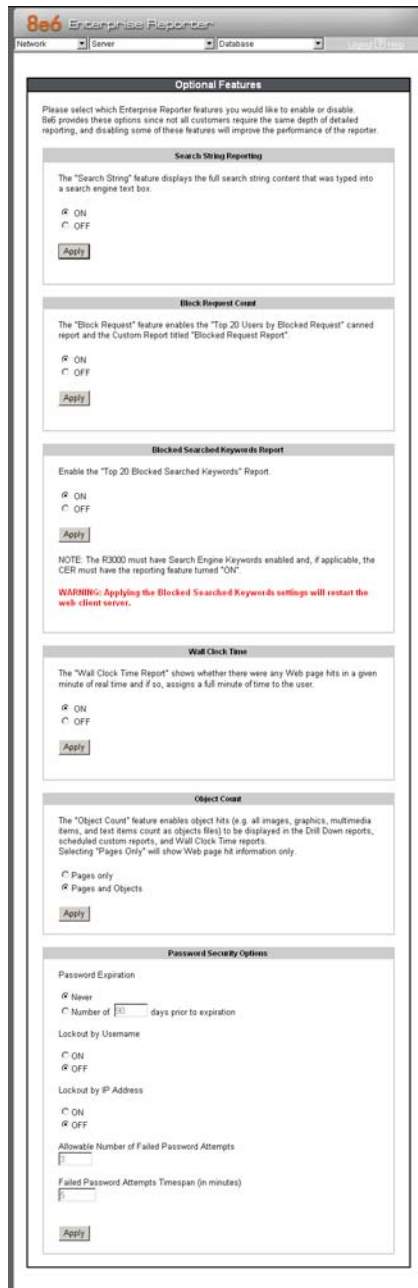 8e6 Enterprise Reporter
Network Server Database Logout ? Help
Optional Features
Please select which Enterprise Reporter features you would like to enable or disable.
8e6 provides these options since not all customers require the same depth of detailed
reporting, and disabling some of these features will improve the performance of the reporter.
Search String Reporting
The "Search String" feature displays the full search string content that was typed into
a search engine text box.
ON
OFF
Apply
Block Request Count
The "Block Request" feature enables the "Top 20 Users by Blocked Request" canned
report and the Custom Report titled "Blocked Request Report".
ON
OFF
Apply
Blocked Searched Keywords Report
Enable the "Top 20 Blocked Searched Keywords" Report.
ON
OFF
Apply
NOTE: The R3000 must have Search Engine Keywords enabled and, if applicable, the
CER must have the reporting feature turned "ON".
WARNING: Applying the Blocked Searched Keywords settings will restart the
web client server.
Wall Clock Time
The "Wall Clock Time Report" shows whether there were any Web page hits in a given
minute of real time and if so, assigns a full minute of time to the user.
ON
OFF
Apply
Object Count
The "Object Count" feature enables object hits (e.g. all images, graphics, multimedia
items, and text items count as objects files) to be displayed in the Drill Down reports,
scheduled custom reports, and Wall Clock Time reports.
Selecting "Pages Only" will show Web page hit information only.
Pages only
Pages and Objects
Apply
Password Security Options
Password Expiration
Never
Number of 90 days prior to expiration
Lockout by Username
ON
OFF
Lockout by IP Address
ON
OFF
Allowable Number of Failed Password Attempts
3
Failed Password Attempts Timespan (in minutes)
5
Apply